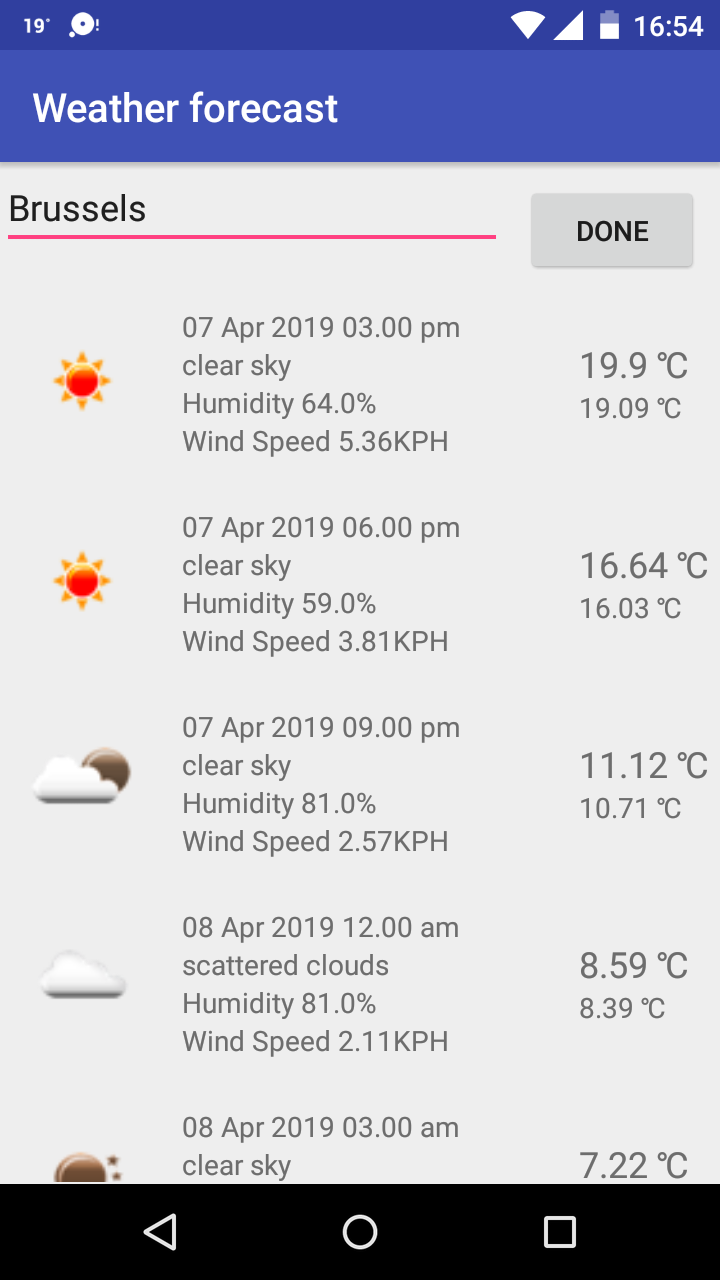 19° ! 16:54
Weather forecast
Brussels
DONE
07 Apr 2019 03.00 pm
clear sky
Humidity 64.0%
Wind Speed 5.36KPH
19.9 ℃
19.09 ℃
07 Apr 2019 06.00 pm
clear sky
Humidity 59.0%
Wind Speed 3.81KPH
16.64 ℃
16.03 ℃
07 Apr 2019 09.00 pm
clear sky
Humidity 81.0%
Wind Speed 2.57KPH
11.12 ℃
10.71 ℃
08 Apr 2019 12.00 am
scattered clouds
Humidity 81.0%
Wind Speed 2.11KPH
8.59 ℃
8.39 ℃
08 Apr 2019 03.00 am
clear sky
7.22 ℃